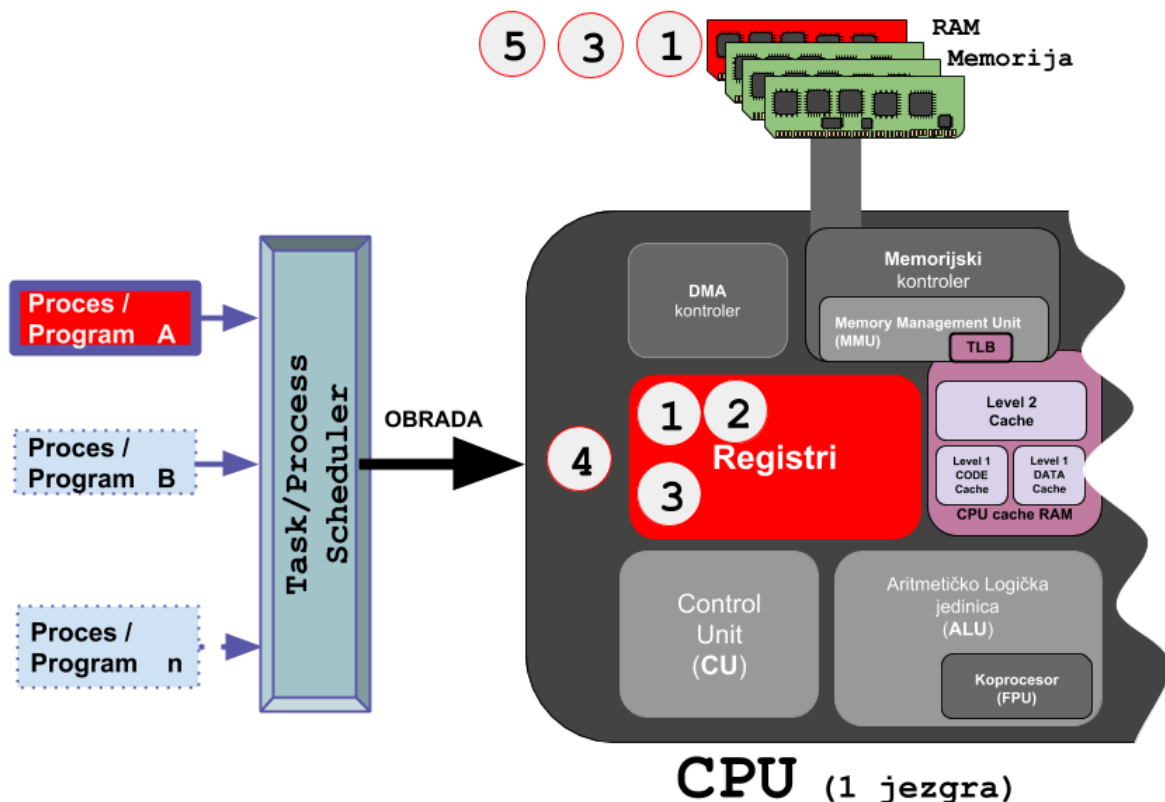 5 3 1
RAM
Memorija
Proces /
Program A
Proces /
Program B
Proces /
Program n
Task/Process
Scheduler
OBRADA
4
DMA
kontroler
Memorijski
kontroler
Memory Management Unit
(MMU)
TLB
1 2
Registri
3
Level 2
Cache
Level 1
CODE
Cache
Level 1
DATA
Cache
CPU cache RAM
Control
Unit
(CU)
Aritmetičko Logička
jedinica
(ALU)
Koprocesor
(FPU)
CPU (1 jezgra)